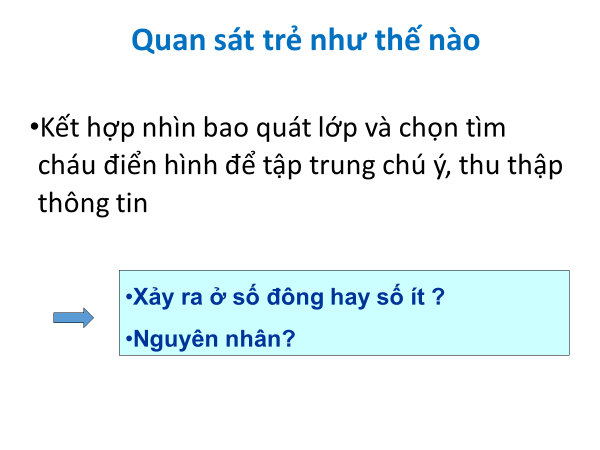 Quan sát trẻ như thế nào
•Kết hợp nhìn bao quát lớp và chọn tìm
cháu điển hình để tập trung chú ý, thu thập
thông tin
•Xảy ra ở số đông hay số ít ?
•Nguyên nhân?